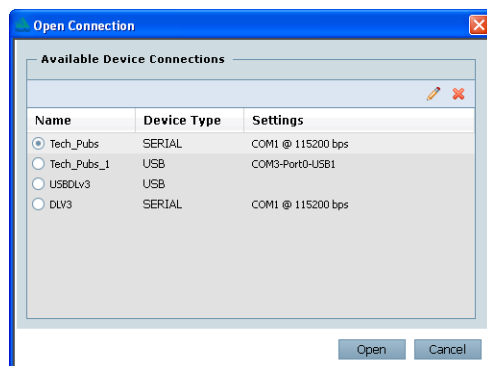 Open Connection
Available Device Connections
Name Device Type Settings
Tech_Pubs SERIAL COM1 @ 115200 bps
Tech_Pubs_1 USB COM3-Port0-USB1
USBDLv3 USB
DLV3 SERIAL COM1 @ 115200 bps
Open Cancel